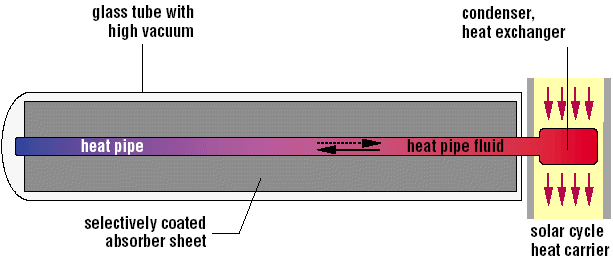 glass tube with
high vacuum
condenser,
heat exchanger
heat pipe
heat pipe fluid
selectively coated
absorber sheet
solar cycle
heat carrier